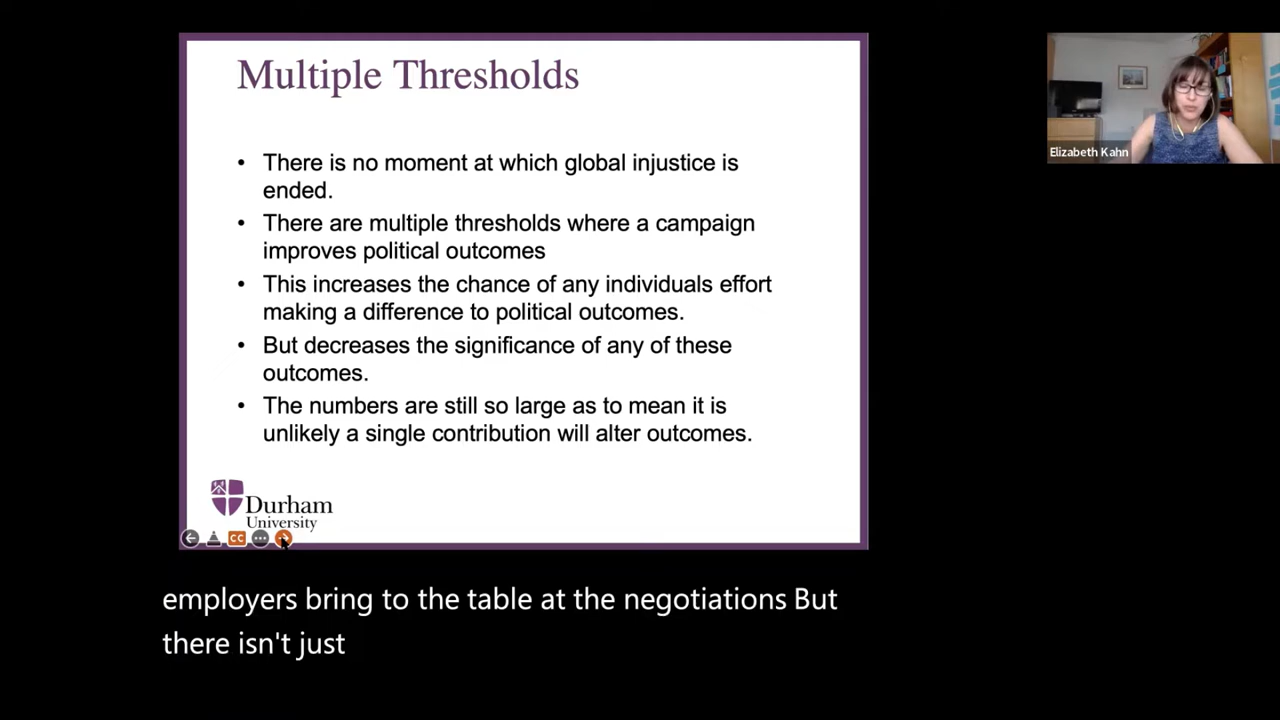 Multiple Thresholds
• There is no moment at which global injustice is
ended.
• There are multiple thresholds where a campaign
improves political outcomes
• This increases the chance of any individuals effort
making a difference to political outcomes.
• But decreases the significance of any of these
outcomes.
• The numbers are still so large as to mean it is
unlikely a single contribution will alter outcomes.
Durham
University
CC
Elizabeth Kahn
employers bring to the table at the negotiations But
there isn't just